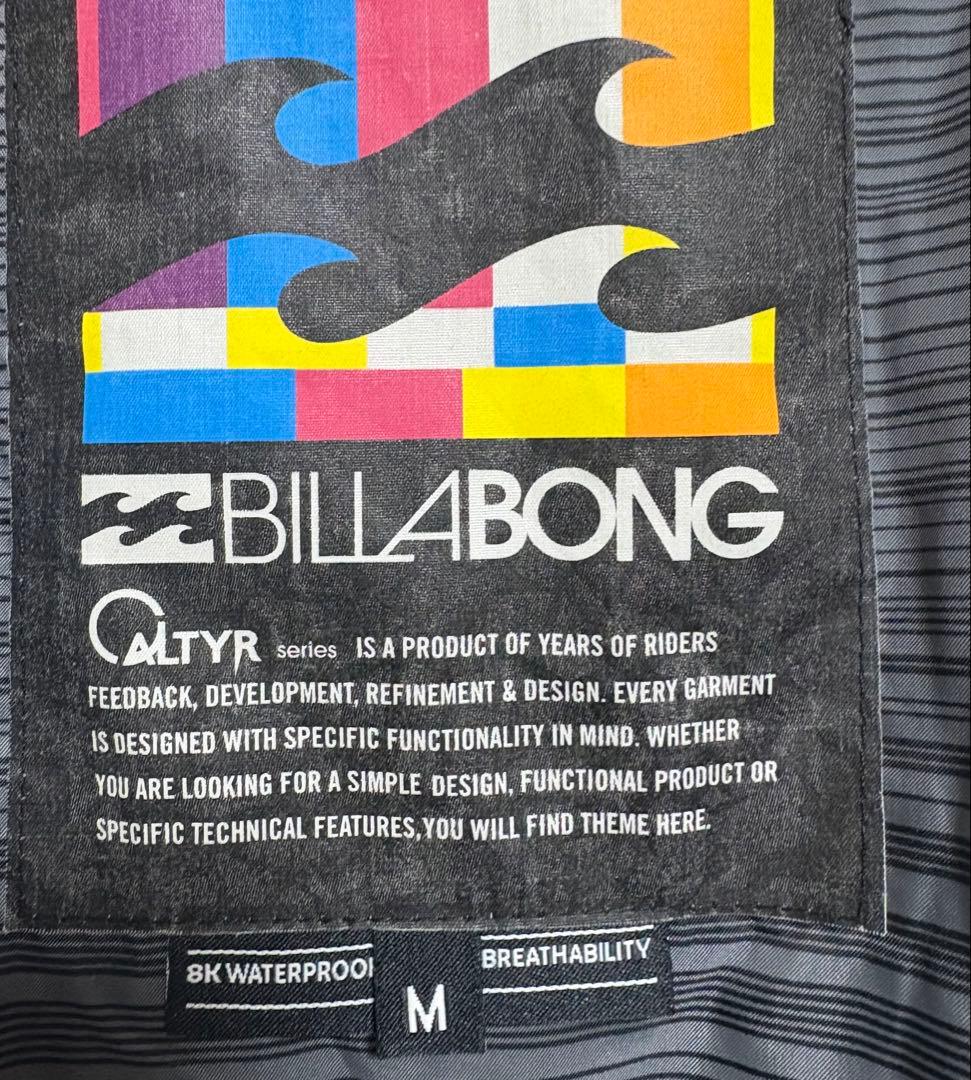 BILLABONG
ALTYR series IS A PRODUCT OF YEARS OF RIDERS
FEEDBACK, DEVELOPMENT, REFINEMENT & DESIGN. EVERY GARMENT
IS DESIGNED WITH SPECIFIC FUNCTIONALITY IN MIND. WHETHER
YOU ARE LOOKING FOR A SIMPLE DESIGN, FUNCTIONAL PRODUCT OR
SPECIFIC TECHNICAL FEATURES,YOU WILL FIND THEME HERE.
8K WATERPROOF BREATHABILITY
M